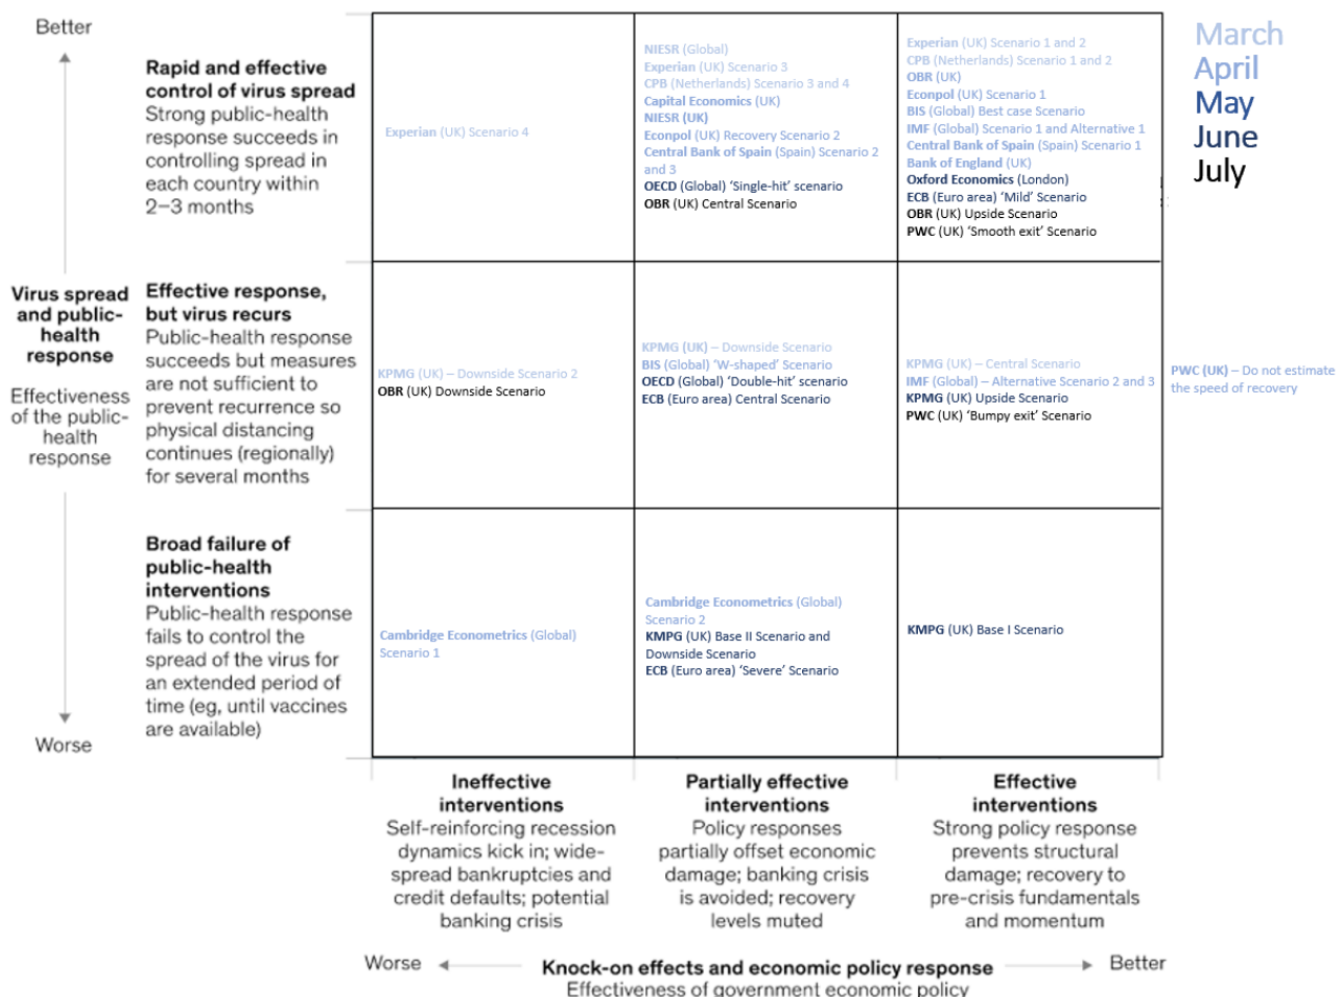 Better
Rapid and effective
control of virus spread
Strong public-health
response succeeds in
controlling spread in
each country within
2–3 months
Experian (UK) Scenario 4
NIESR (Global)
Experian (UK) Scenario 3
CPB (Netherlands) Scenario 3 and 4
Capital Economics (UK)
NIESR (UK)
Econpol (UK) Recovery Scenario 2
Central Bank of Spain (Spain) Scenario 2
and 3
OECD (Global) ‘Single-hit’ scenario
OBR (UK) Central Scenario
Experian (UK) Scenario 1 and 2
CPB (Netherlands) Scenario 1 and 2
OBR (UK)
Econpol (UK) Scenario 1
BIS (Global) Best case Scenario
IMF (Global) Scenario 1 and Alternative 1
Central Bank of Spain (Spain) Scenario 1
Bank of England (UK)
Oxford Economics (London)
ECB (Euro area) ‘Mild’ Scenario
OBR (UK) Upside Scenario
PWC (UK) ‘Smooth exit’ Scenario
March
April
May
June
July
Virus spread
and public-
health
response
Effectiveness
of the public-
health
response
Effective response,
but virus recurs
Public-health response
succeeds but measures
are not sufficient to
prevent recurrence so
physical distancing
continues (regionally)
for several months
KPMG (UK) – Downside Scenario 2
OBR (UK) Downside Scenario
KPMG (UK) – Downside Scenario
BIS (Global) ‘W-shaped’ Scenario
OECD (Global) ‘Double-hit’ scenario
ECB (Euro area) Central Scenario
KPMG (UK) – Central Scenario
IMF (Global) – Alternative Scenario 2 and 3
KPMG (UK) Upside Scenario
PWC (UK) ‘Bumpy exit’ Scenario
PWC (UK) – Do not estimate
the speed of recovery
Broad failure of
public-health
interventions
Public-health response
fails to control the
spread of the virus for
an extended period of
time (eg, until vaccines
are available)
Worse
Cambridge Econometrics (Global)
Scenario 1
Cambridge Econometrics (Global)
Scenario 2
KMPG (UK) Base II Scenario and
Downside Scenario
ECB (Euro area) ‘Severe’ Scenario
KMPG (UK) Base I Scenario
Ineffective
interventions
Self-reinforcing recession
dynamics kick in; wide-
spread bankruptcies and
credit defaults; potential
banking crisis
Partially effective
interventions
Policy responses
partially offset economic
damage; banking crisis
is avoided; recovery
levels muted
Effective
interventions
Strong policy response
prevents structural
damage; recovery to
pre-crisis fundamentals
and momentum
Worse
Knock-on effects and economic policy response
Better
Effectiveness of government economic policy